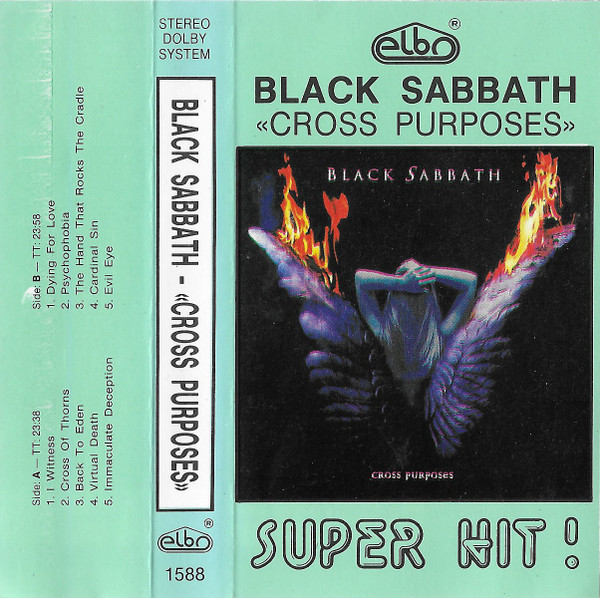 Side: A — TT: 23:38
1. I Witness
2. Cross Of Thorns
3. Back To Eden
4. Virtual Death
5. Immaculate Deception
Side: B — TT: 23:58
1. Dying For Love
2. Psychophobia
3. The Hand That Rocks The Cradle
4. Cardinal Sin
5. Evil Eye
STEREO
DOLBY
SYSTEM
BLACK SABBATH - «CROSS PURPOSES»
elbo®
1588
elbo®
BLACK SABBATH
«CROSS PURPOSES»
BLACK SABBATH
CROSS PURPOSES
SUPER HIT!